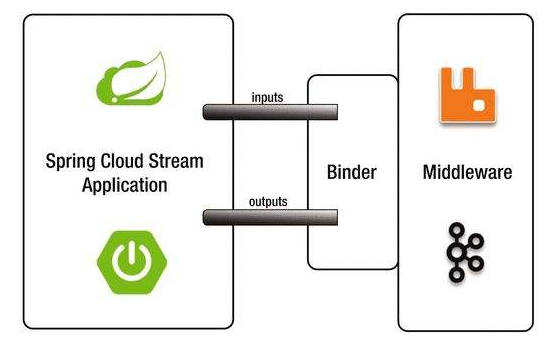 inputs
Spring Cloud Stream
Application
Binder
Middleware
outputs